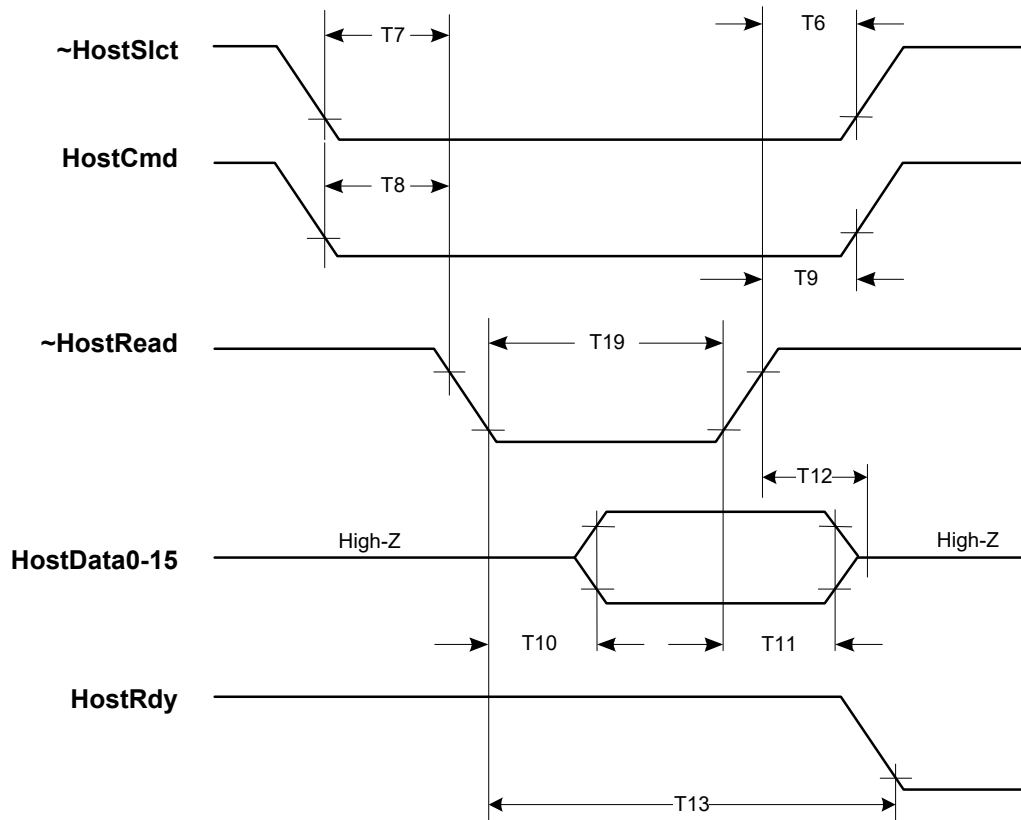 T7
T6
~HostSlct
HostCmd
T8
T9
~HostRead
T19
T12
High-Z
High-Z
HostData0-15
T10
T11
HostRdy
T13